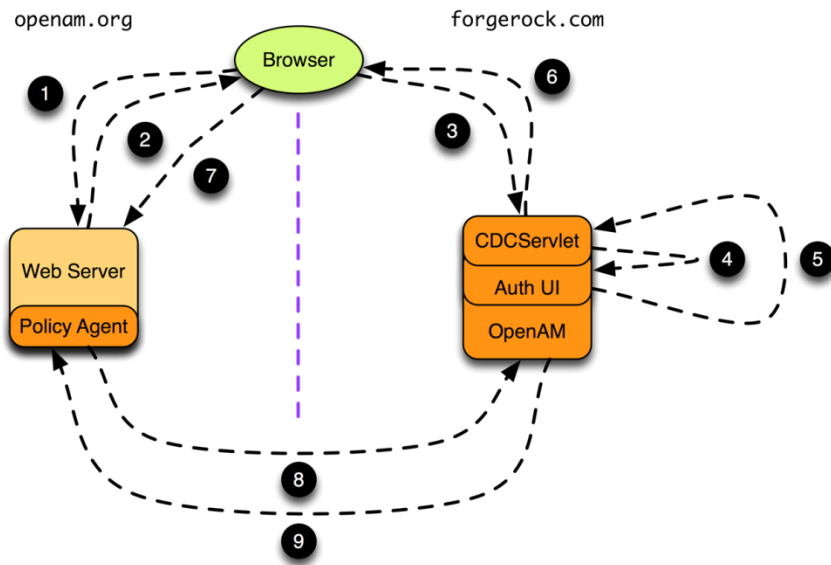 openam.org
forgerock.com
Browser
1
6
2
3
7
Web Server
CDCServlet
4
5
Auth UI
Policy Agent
OpenAM
8
9